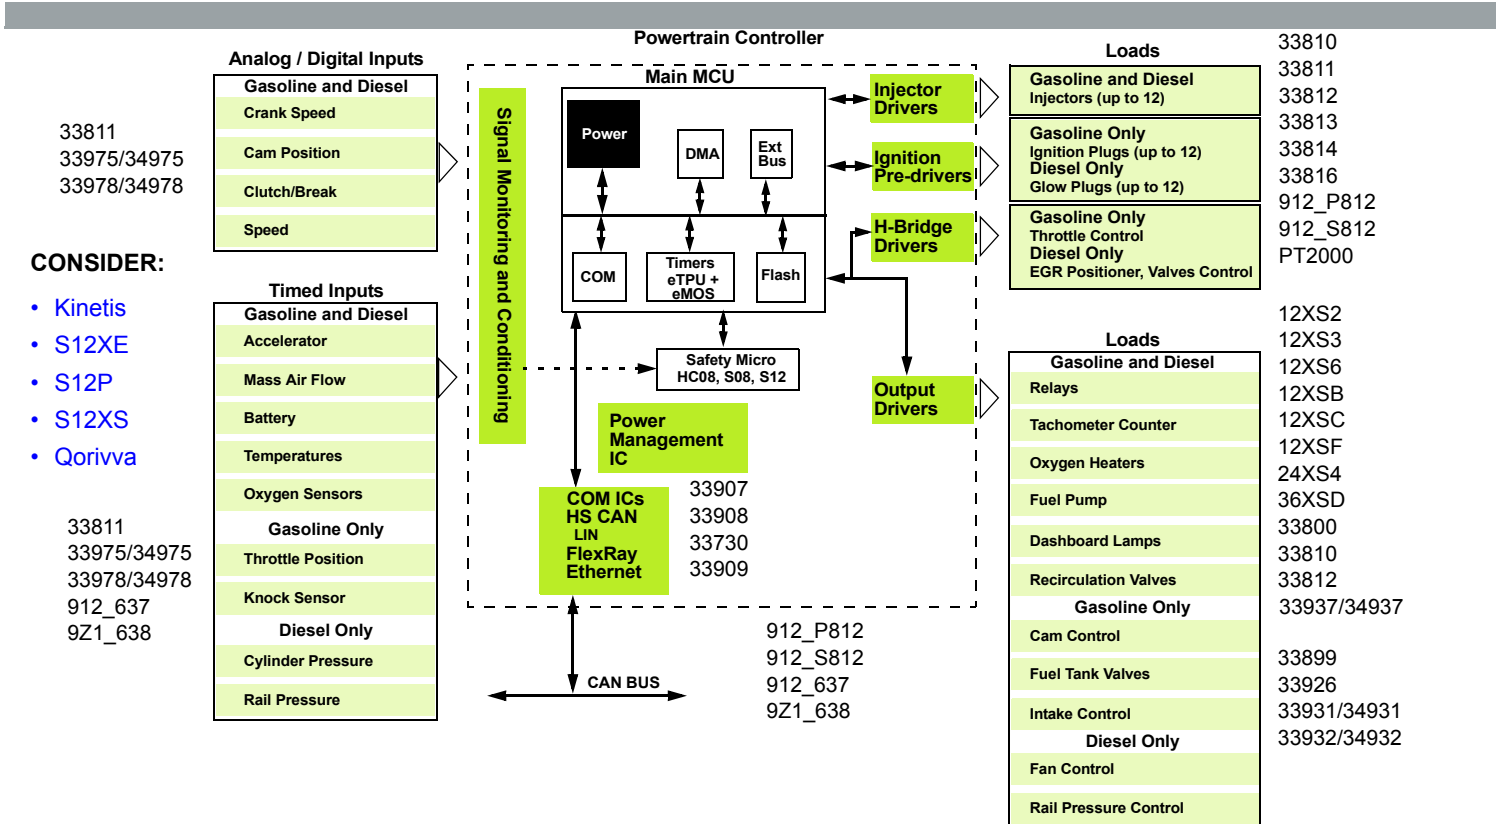 Powertrain Controller
Analog / Digital Inputs
Gasoline and Diesel
Crank Speed
Cam Position
Clutch/Break
Speed
33811
33975/34975
33978/34978
CONSIDER:
• Kinetis
• S12XE
• S12P
• S12XS
• Qorivva
Timed Inputs
Gasoline and Diesel
Accelerator
Mass Air Flow
Battery
Temperatures
Oxygen Sensors
Gasoline Only
Throttle Position
Knock Sensor
Diesel Only
Cylinder Pressure
Rail Pressure
33811
33975/34975
33978/34978
912_637
9Z1_638
Signal Monitoring and Conditioning
Main MCU
Power
DMA
Ext
Bus
COM
Timers
eTPU +
eMOS
Flash
Safety Micro
HC08, S08, S12
Power
Management
IC
COM ICs
HS CAN
LIN
FlexRay
Ethernet
33907
33908
33730
33909
CAN BUS
912_P812
912_S812
912_637
9Z1_638
Injector
Drivers
Ignition
Pre-drivers
H-Bridge
Drivers
Output
Drivers
Loads
Gasoline and Diesel
Injectors (up to 12)
Gasoline Only
Ignition Plugs (up to 12)
Diesel Only
Glow Plugs (up to 12)
Gasoline Only
Throttle Control
Diesel Only
EGR Positioner, Valves Control
33810
33811
33812
33813
33814
33816
912_P812
912_S812
PT2000
Loads
Gasoline and Diesel
Relays
Tachometer Counter
Oxygen Heaters
Fuel Pump
Dashboard Lamps
Recirculation Valves
Gasoline Only
Cam Control
Fuel Tank Valves
Intake Control
Diesel Only
Fan Control
Rail Pressure Control
12XS2
12XS3
12XS6
12XSB
12XSC
12XSF
24XS4
36XSD
33800
33810
33812
33937/34937
33899
33926
33931/34931
33932/34932